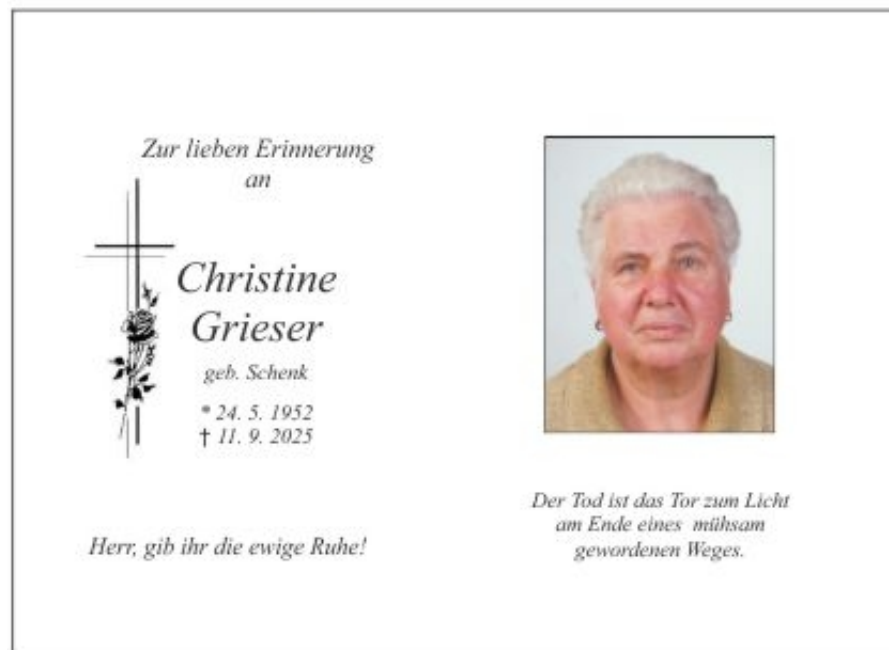 Zur lieben Erinnerung
an
Christine
Grieser
geb. Schenk
* 24. 5. 1952
† 11. 9. 2025
Herr, gib ihr die ewige Ruhe!
Der Tod ist das Tor zum Licht
am Ende eines mühsam
gewordenen Weges.